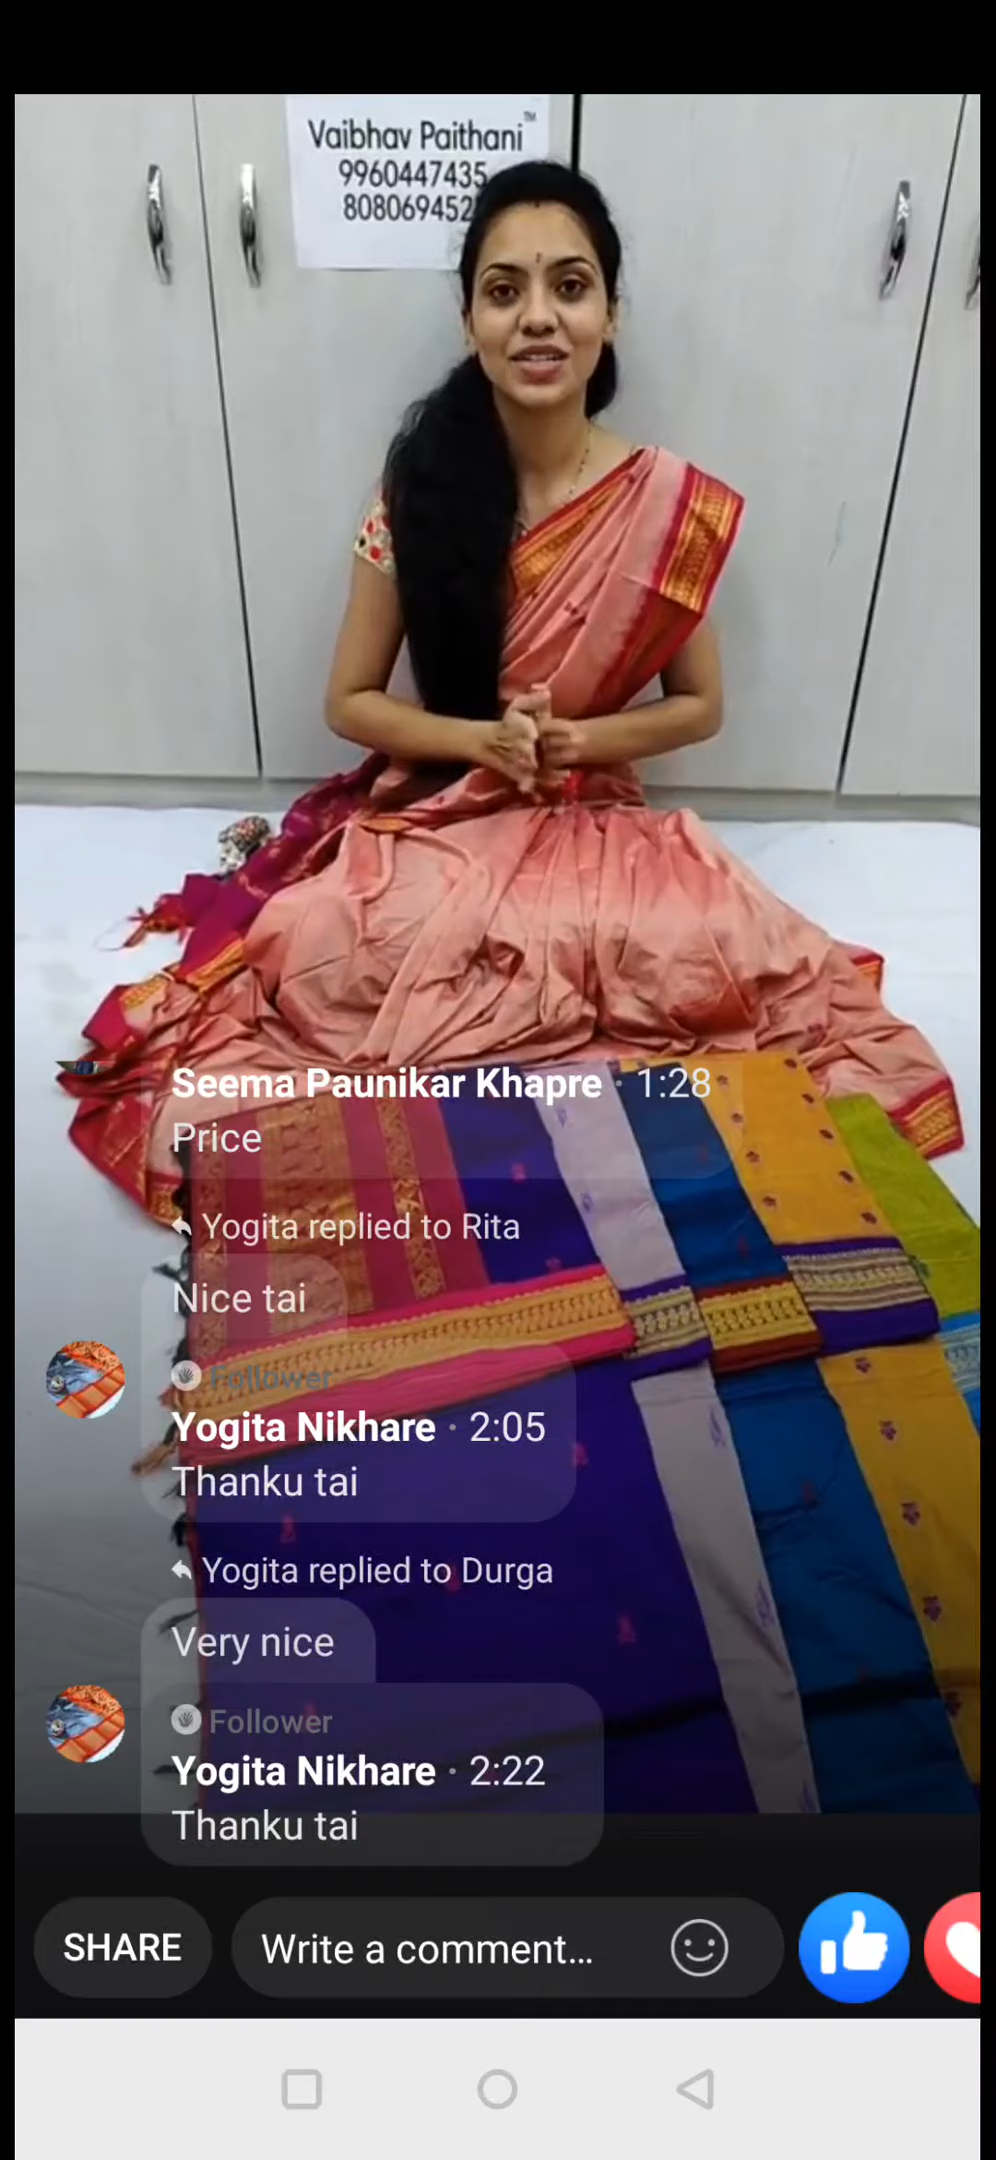 Vaibhav Paithani™
9960447435
808069452
Seema Paunikar Khapre · 1:28
Price
Yogita replied to Rita
Nice tai
Follower
Yogita Nikhare · 2:05
Thanku tai
Yogita replied to Durga
Very nice
Follower
Yogita Nikhare · 2:22
Thanku tai
SHARE
Write a comment...